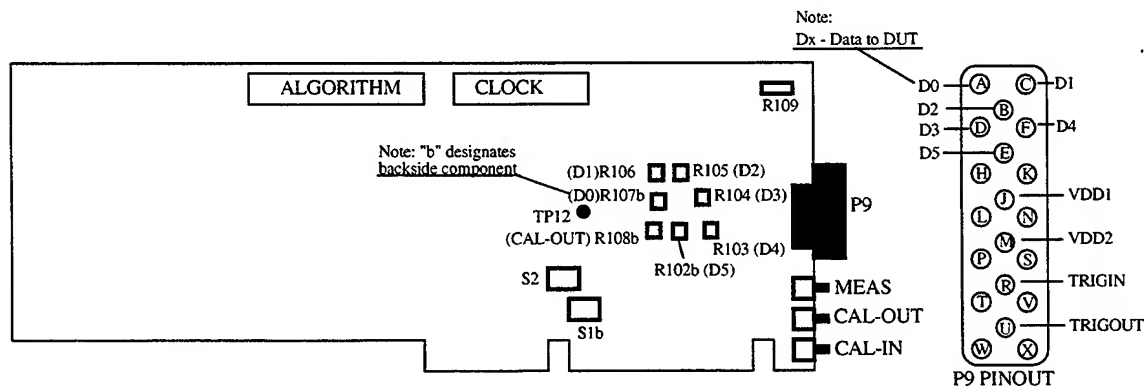 Note:
Dx - Data to DUT
ALGORITHM
CLOCK
R109
Note: "b" designates
backside component
(D1)R106
R105 (D2)
(D0)R107b
R104 (D3)
TP12
(CAL-OUT) R108b
R103 (D4)
R102b (D5)
S2
S1b
P9
MEAS
CAL-OUT
CAL-IN
D0
A
C
D1
D2
B
D3
D
F
D4
D5
E
H
K
J
VDD1
L
N
M
VDD2
P
S
R
TRIGIN
T
V
U
TRIGOUT
W
X
P9 PINOUT